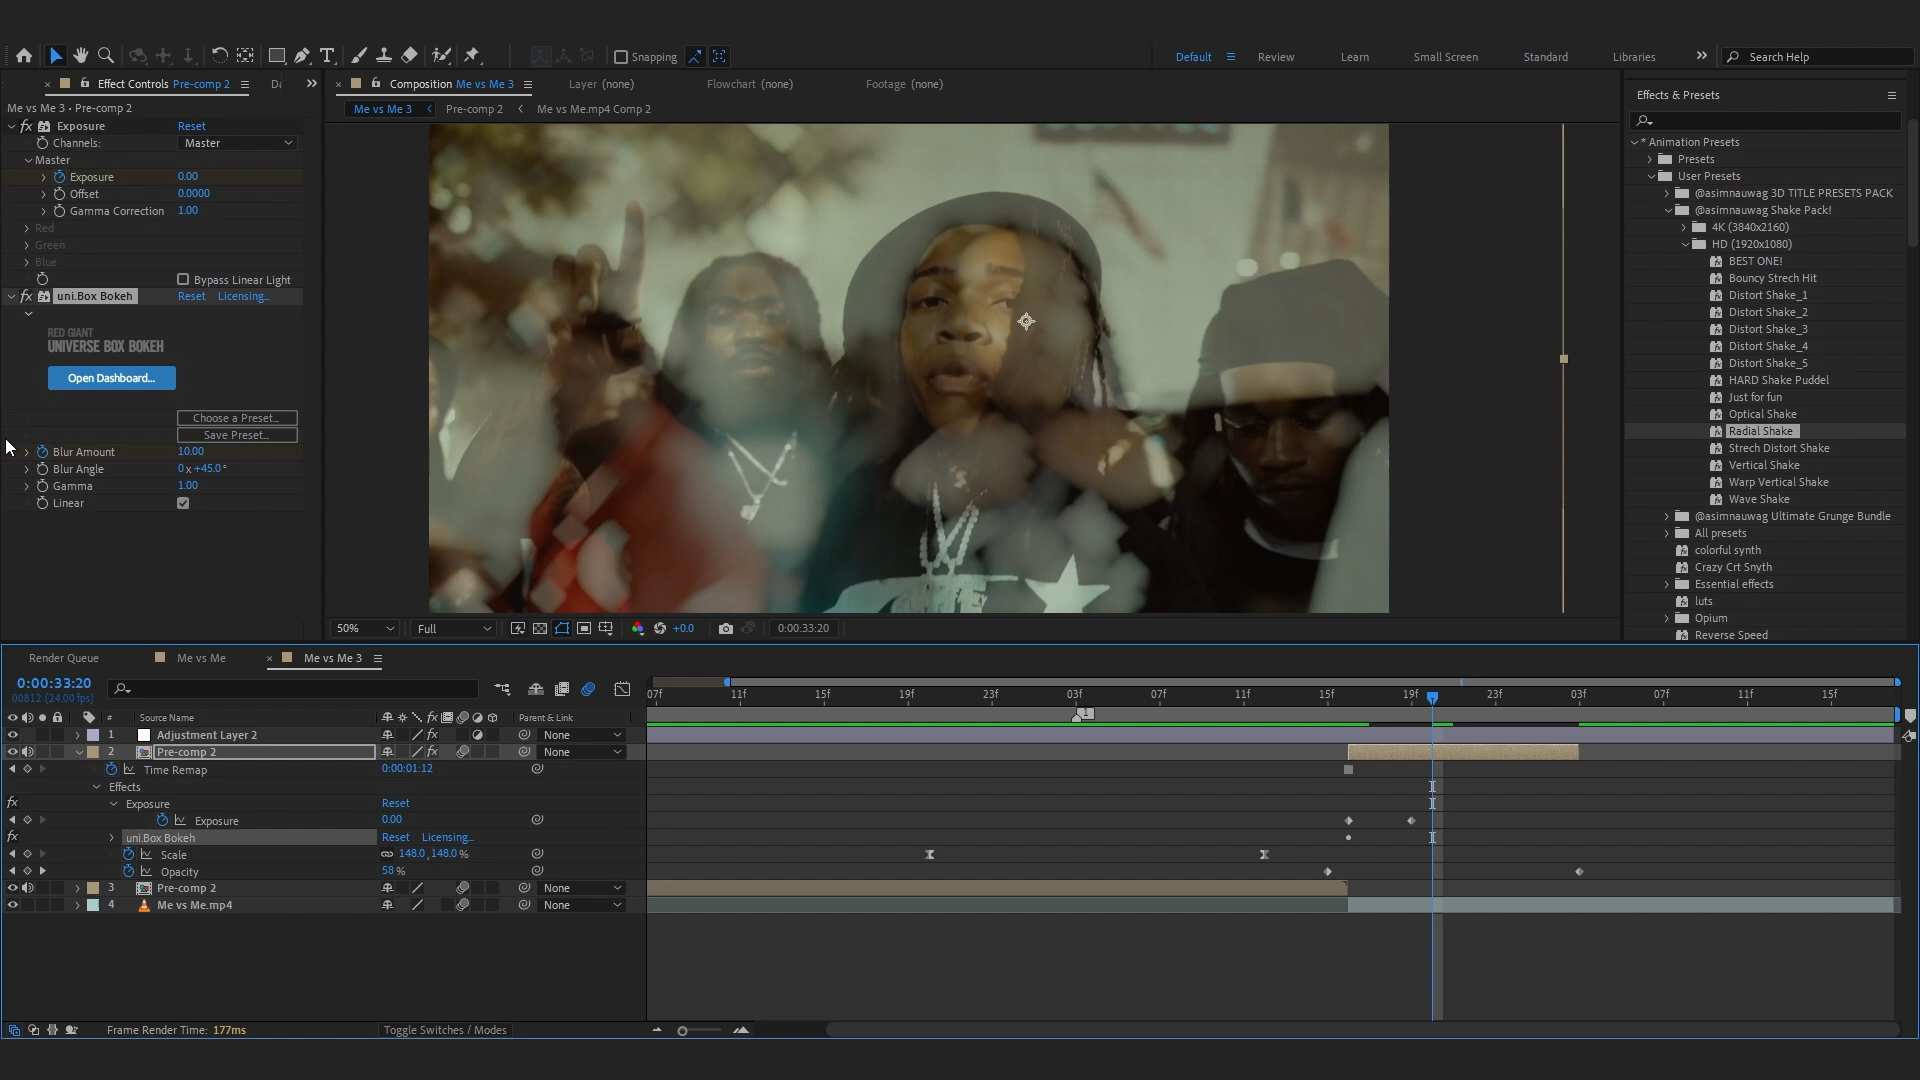 Snapping
Default
Review
Learn
Small Screen
Standard
Libraries
Search Help
Effect Controls Pre-comp 2
Composition Me vs Me 3
Layer (none)
Flowchart (none)
Footage (none)
Effects & Presets
Me vs Me 3 • Pre-comp 2
Me vs Me 3
Pre-comp 2
Me vs Me.mp4 Comp 2
Exposure Reset
Channels: Master
Master
Exposure 0.00
Offset 0.0000
Gamma Correction 1.00
Red
Green
Blue
Bypass Linear Light
uni.Box Bokeh Reset Licensing...
RED GIANT
UNIVERSE BOX BOKEH
Open Dashboard...
Choose a Preset...
Save Preset...
Blur Amount 10.00
Blur Angle 0 x +45.0 °
Gamma 1.00
Linear
50%
Full
+0.0
0:00:33:20
* Animation Presets
Presets
User Presets
@asimnauwag 3D TITLE PRESETS PACK
@asimnauwag Shake Pack!
4K (3840x2160)
HD (1920x1080)
BEST ONE!
Bouncy Strech Hit
Distort Shake_1
Distort Shake_2
Distort Shake_3
Distort Shake_4
Distort Shake_5
HARD Shake Puddel
Just for fun
Optical Shake
Radial Shake
Strech Distort Shake
Vertical Shake
Warp Vertical Shake
Wave Shake
@asimnauwag Ultimate Grunge Bundle
All presets
colorful synth
Crazy Crt Snyth
Essential effects
luts
Opium
Reverse Speed
Render Queue
Me vs Me
Me vs Me 3
0:00:33:20
00812 (24.00 fps)
07f 11f 15f 19f 23f 03f 07f 11f 15f 19f 23f 03f 07f 11f 15f
# Source Name Parent & Link
1
1 Adjustment Layer 2 None
2 Pre-comp 2 None
Time Remap 0:00:01:12
Effects
Exposure Reset
Exposure 0.00
uni.Box Bokeh Reset Licensing...
Scale 148.0, 148.0 %
Opacity 58 %
3 Pre-comp 2 None
4 Me vs Me.mp4 None
Frame Render Time: 177ms
Toggle Switches / Modes